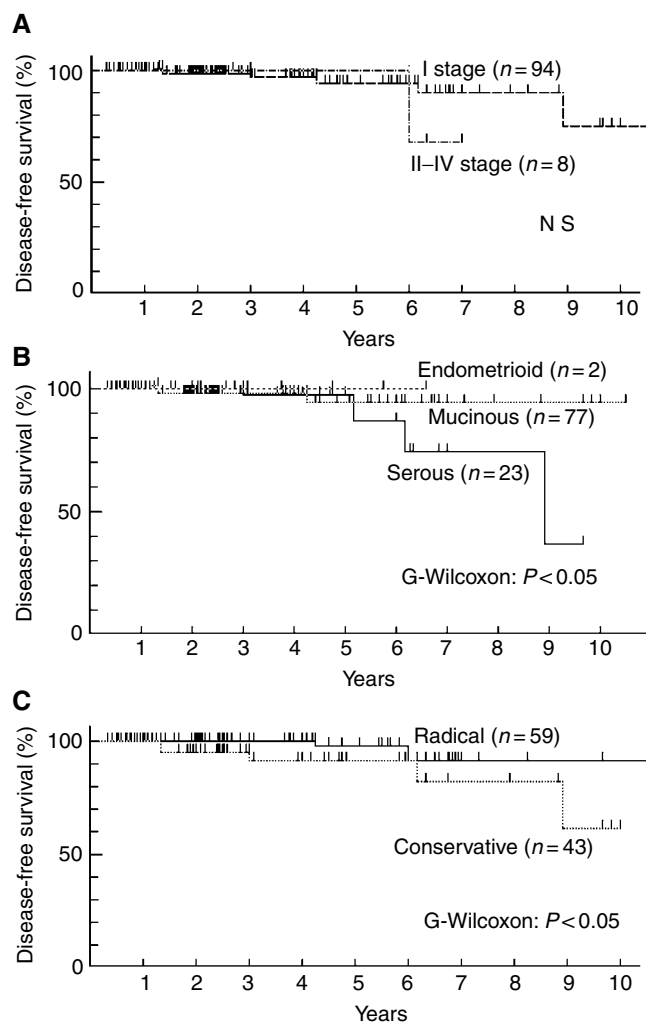 A
Disease-free survival (%)
100
50
0
I stage (n=94)
II–IV stage (n=8)
N S
1 2 3 4 5 6 7 8 9 10
Years
B
Disease-free survival (%)
100
50
0
Endometrioid (n=2)
Mucinous (n=77)
Serous (n=23)
G-Wilcoxon: P<0.05
1 2 3 4 5 6 7 8 9 10
Years
C
Disease-free survival (%)
100
50
0
Radical (n=59)
Conservative (n=43)
G-Wilcoxon: P<0.05
1 2 3 4 5 6 7 8 9 10
Years